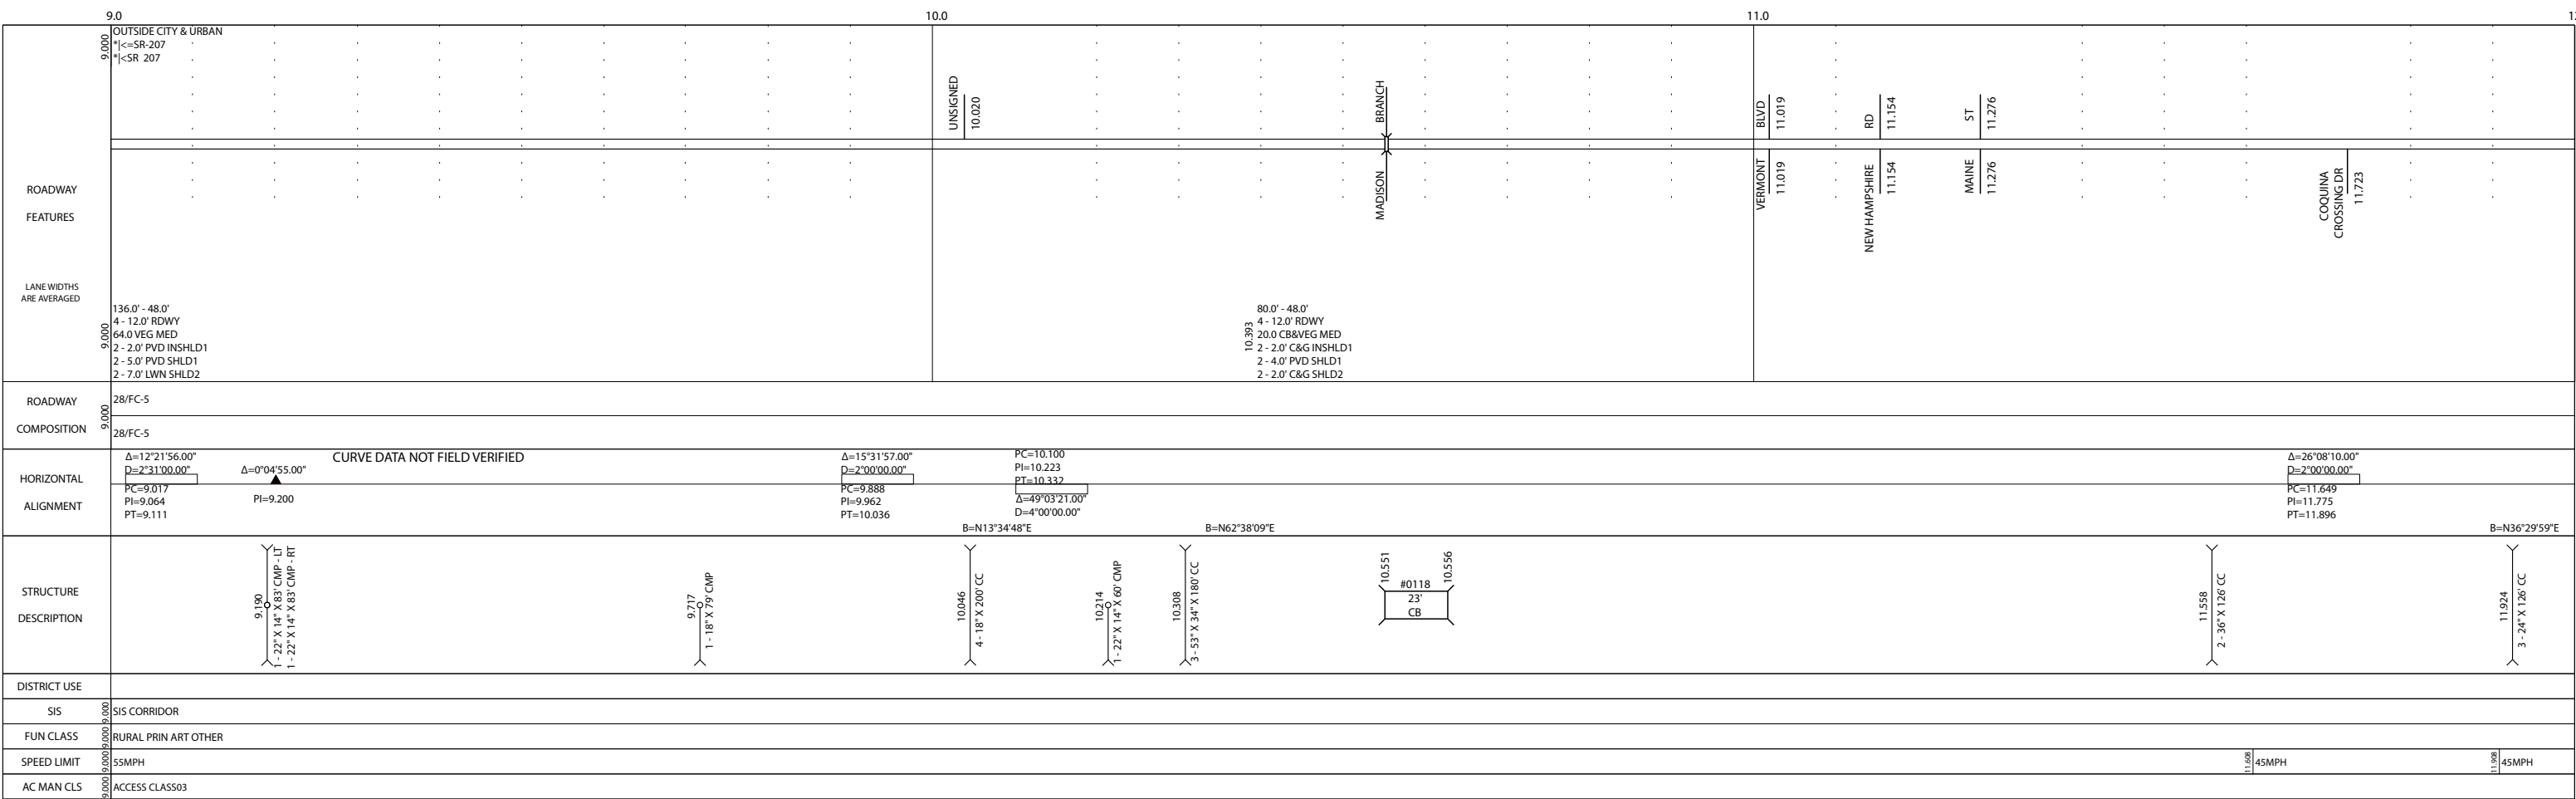 9.0
10.0
11.0
1
9.000
OUTSIDE CITY & URBAN
*|<=SR-207
*|<SR 207
UNSIGNED
10.020
BRANCH
MADISON
BLVD
11.019
VERMONT
11.019
RD
11.154
NEW HAMPSHIRE
11.154
ST
11.276
MAINE
11.276
COQUINA
CROSSING DR
11.723
ROADWAY
FEATURES
LANE WIDTHS
ARE AVERAGED
9.000
136.0' - 48.0'
4 - 12.0' RDWY
64.0 VEG MED
2 - 2.0' PVD INSHLD1
2 - 5.0' PVD SHLD1
2 - 7.0' LWN SHLD2
10.393
80.0' - 48.0'
4 - 12.0' RDWY
20.0 CB&VEG MED
2 - 2.0' C&G INSHLD1
2 - 4.0' PVD SHLD1
2 - 2.0' C&G SHLD2
ROADWAY
COMPOSITION
9.000
28/FC-5
28/FC-5
HORIZONTAL
ALIGNMENT
Δ=12°21'56.00"
D=2°31'00.00"
PC=9.017
PI=9.064
PT=9.111
Δ=0°04'55.00"
PI=9.200
CURVE DATA NOT FIELD VERIFIED
Δ=15°31'57.00"
D=2°00'00.00"
PC=9.888
PI=9.962
PT=10.036
PC=10.100
PI=10.223
PT=10.332
Δ=49°03'21.00"
D=4°00'00.00"
B=N13°34'48"E
B=N62°38'09"E
Δ=26°08'10.00"
D=2°00'00.00"
PC=11.649
PI=11.775
PT=11.896
B=N36°29'59"E
STRUCTURE
DESCRIPTION
9.190
1 - 22" X 14" X 83' CMP - LT
1 - 22" X 14" X 83' CMP - RT
9.717
1 - 18" X 79' CMP
10.046
4 - 18" X 200' CC
10.214
1 - 22" X 14" X 60' CMP
10.308
3 - 53" X 34" X 180' CC
10.551
10.556
#0118
23'
CB
11.558
2 - 36" X 126' CC
11.924
3 - 24" X 126' CC
DISTRICT USE
SIS
9.000
SIS CORRIDOR
FUN CLASS
9.000
RURAL PRIN ART OTHER
SPEED LIMIT
9.000
55MPH
11.608
45MPH
11.908
45MPH
AC MAN CLS
9.000
ACCESS CLASS03